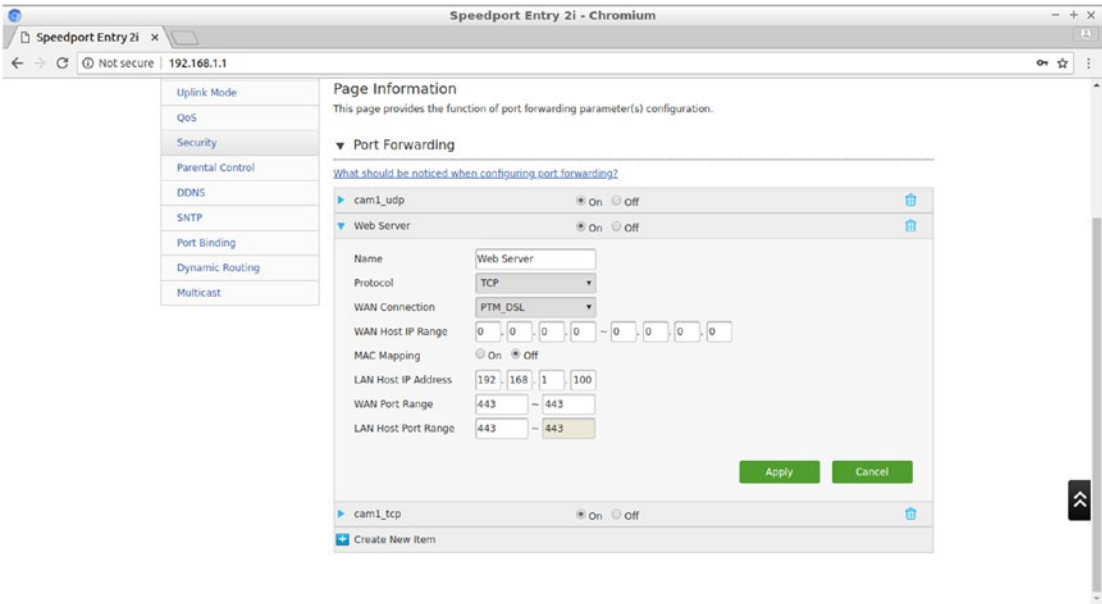 Speedport Entry 2i - Chromium
Speedport Entry 2i
Not secure 192.168.1.1
Uplink Mode
QoS
Security
Parental Control
DDNS
SNTP
Port Binding
Dynamic Routing
Multicast
Page Information
This page provides the function of port forwarding parameter(s) configuration.
Port Forwarding
What should be noticed when configuring port forwarding?
cam1_udp On Off
Web Server On Off
Name Web Server
Protocol TCP
WAN Connection PTM_DSL
WAN Host IP Range 0 . 0 . 0 . 0 ~ 0 . 0 . 0 . 0
MAC Mapping On Off
LAN Host IP Address 192 . 168 . 1 . 100
WAN Port Range 443 ~ 443
LAN Host Port Range 443 ~ 443
Apply Cancel
cam1_tcp On Off
Create New Item